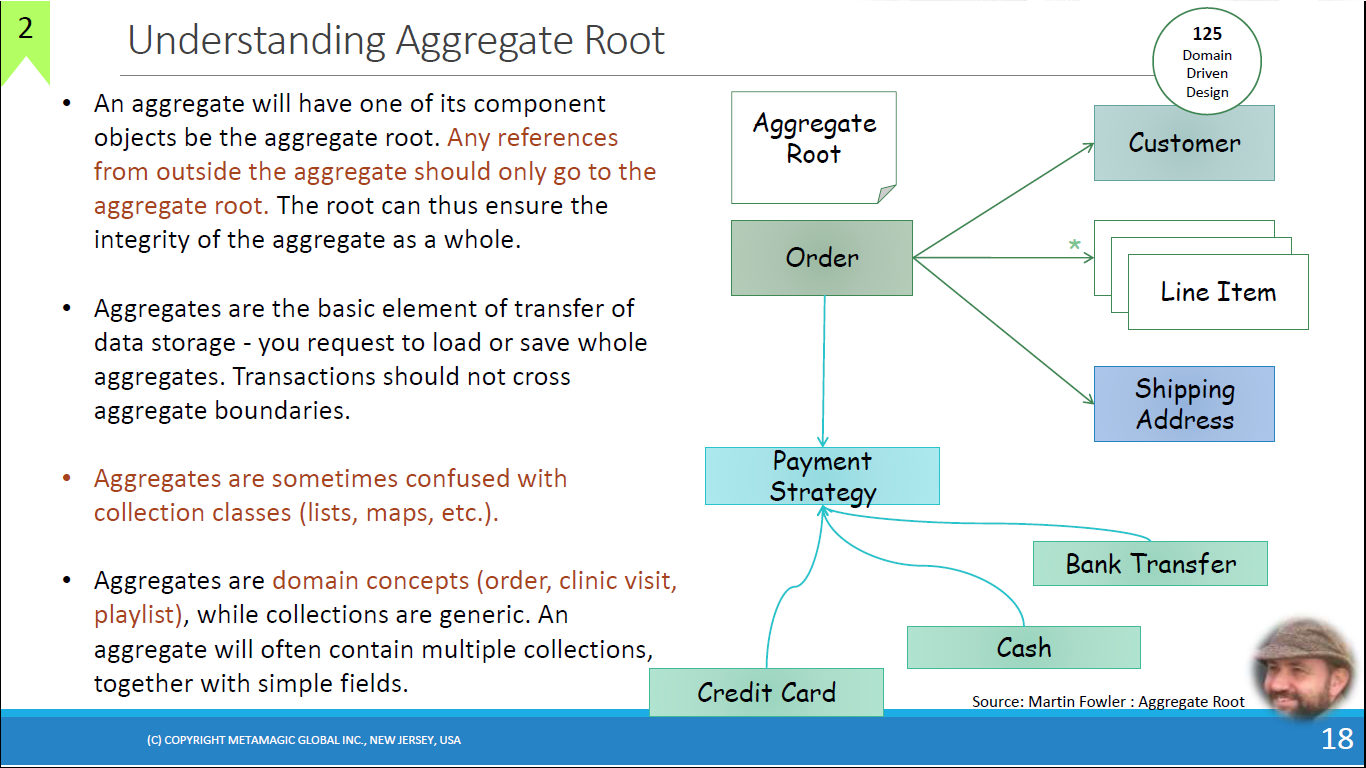 2
Understanding Aggregate Root
125
Domain
Driven
Design
• An aggregate will have one of its component
objects be the aggregate root. Any references
from outside the aggregate should only go to the
aggregate root. The root can thus ensure the
integrity of the aggregate as a whole.
• Aggregates are the basic element of transfer of
data storage - you request to load or save whole
aggregates. Transactions should not cross
aggregate boundaries.
• Aggregates are sometimes confused with
collection classes (lists, maps, etc.).
• Aggregates are domain concepts (order, clinic visit,
playlist), while collections are generic. An
aggregate will often contain multiple collections,
together with simple fields.
Aggregate
Root
Customer
Order
*
Line Item
Shipping
Address
Payment
Strategy
Bank Transfer
Cash
Credit Card
Source: Martin Fowler : Aggregate Root
(C) COPYRIGHT METAMAGIC GLOBAL INC., NEW JERSEY, USA
18